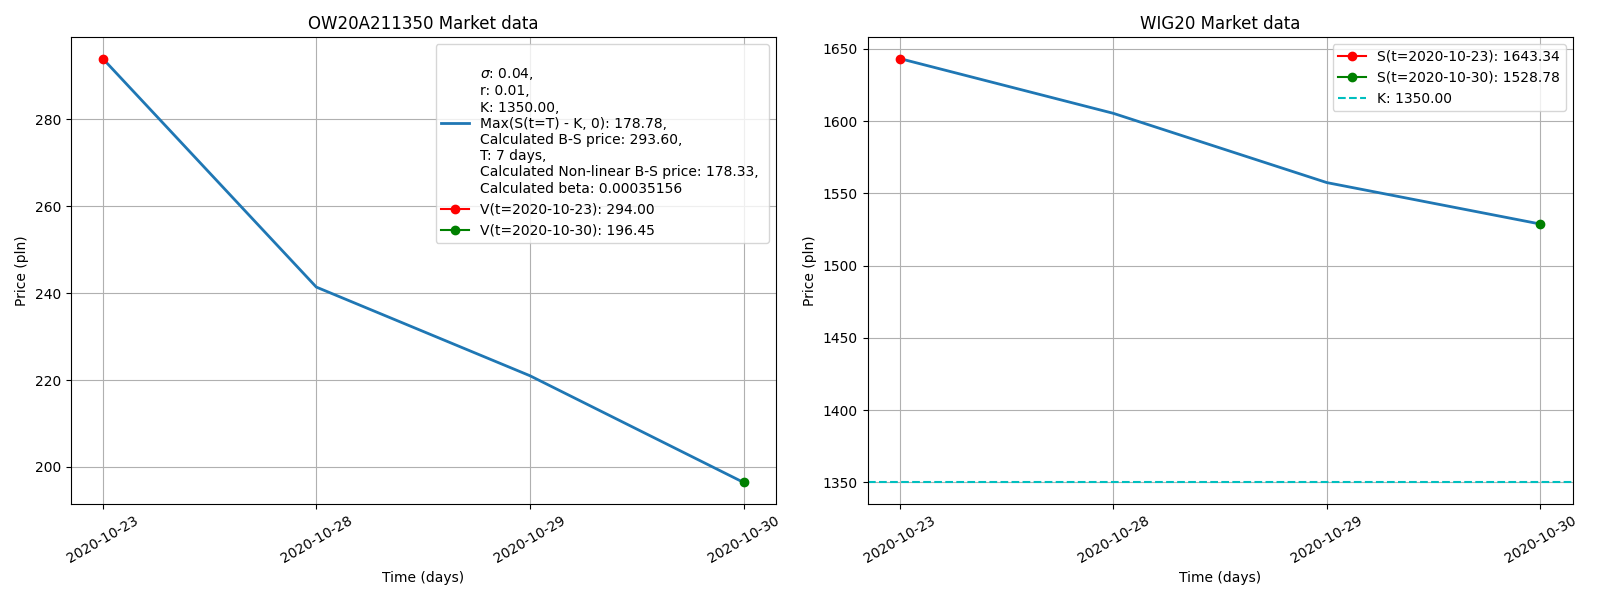 OW20A211350 Market data
σ: 0.04,
r: 0.01,
K: 1350.00,
Max(S(t=T) - K, 0): 178.78,
Calculated B-S price: 293.60,
T: 7 days,
Calculated Non-linear B-S price: 178.33,
Calculated beta: 0.00035156
V(t=2020-10-23): 294.00
V(t=2020-10-30): 196.45
Price (pln)
280
260
240
220
200
2020-10-23
2020-10-28
2020-10-29
2020-10-30
Time (days)
WIG20 Market data
S(t=2020-10-23): 1643.34
S(t=2020-10-30): 1528.78
K: 1350.00
Price (pln)
1650
1600
1550
1500
1450
1400
1350
2020-10-23
2020-10-28
2020-10-29
2020-10-30
Time (days)